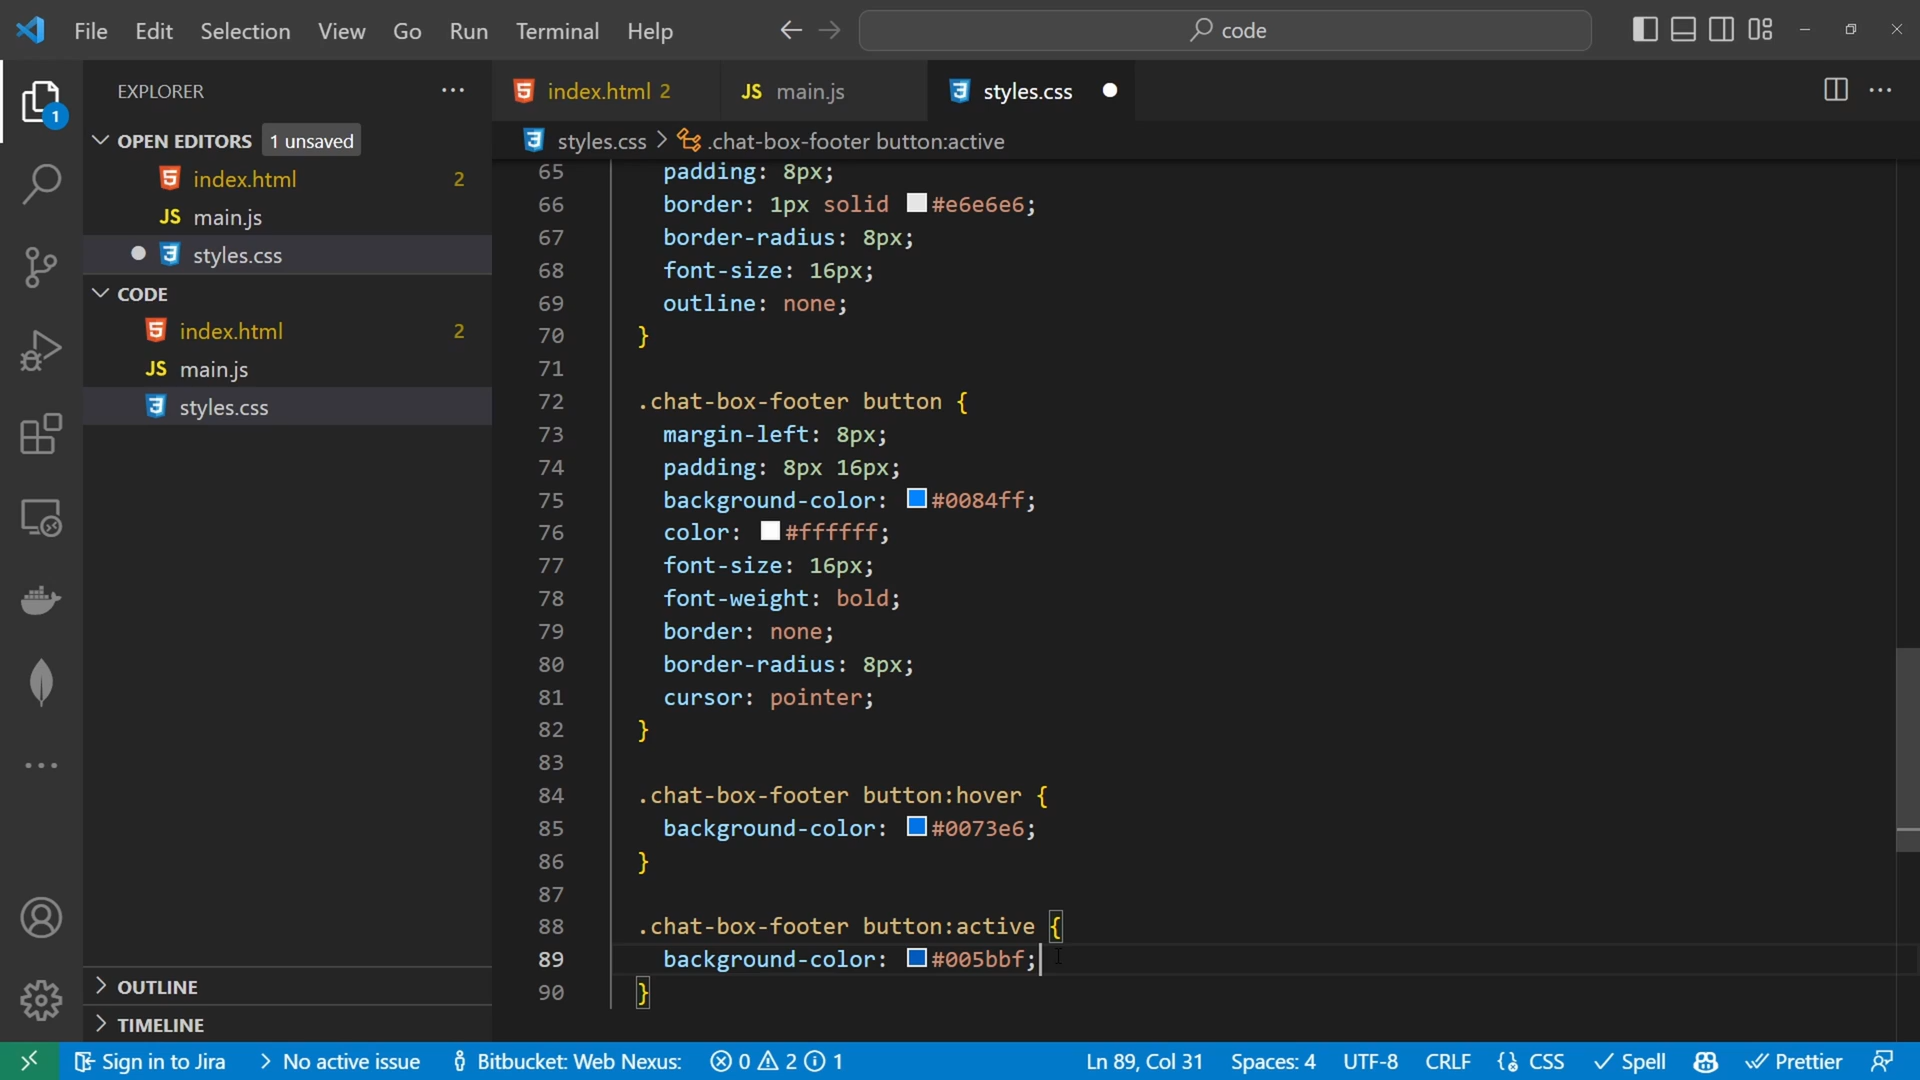 File Edit Selection View Go Run Terminal Help
code
EXPLORER
1
OPEN EDITORS 1 unsaved
index.html 2
JS main.js
styles.css
CODE
index.html 2
JS main.js
styles.css
OUTLINE
TIMELINE
index.html 2
JS main.js
styles.css
styles.css > .chat-box-footer button:active
65 padding: 8px;
66 border: 1px solid #e6e6e6;
67 border-radius: 8px;
68 font-size: 16px;
69 outline: none;
70 }
71
72 .chat-box-footer button {
73 margin-left: 8px;
74 padding: 8px 16px;
75 background-color: #0084ff;
76 color: #ffffff;
77 font-size: 16px;
78 font-weight: bold;
79 border: none;
80 border-radius: 8px;
81 cursor: pointer;
82 }
83
84 .chat-box-footer button:hover {
85 background-color: #0073e6;
86 }
87
88 .chat-box-footer button:active {
89 background-color: #005bbf;
90 }
Sign in to Jira > No active issue Bitbucket: Web Nexus: 0 2 1 Ln 89, Col 31 Spaces: 4 UTF-8 CRLF {} CSS Spell Prettier